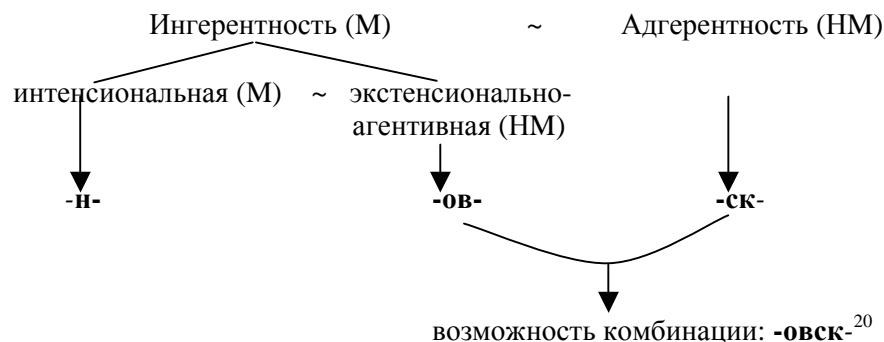 Ингерентность (М) ~ Адгерентность (НМ)
интенсиональная (М) ~ экстенсионально-
агентивная (НМ)
-н- -ов- -ск-
возможность комбинации: -овск-20